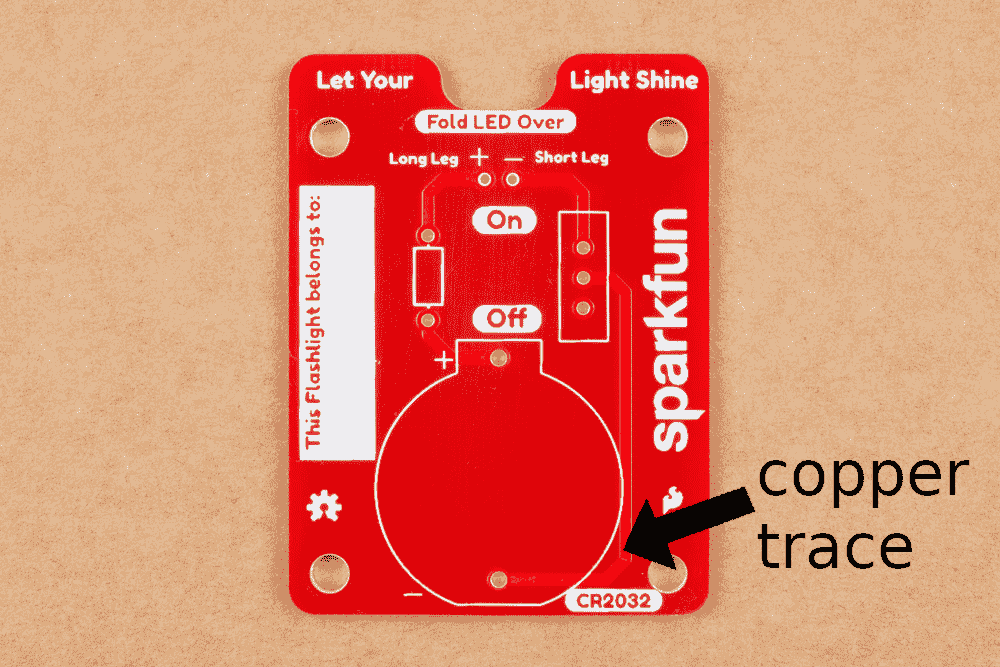 Let Your
Light Shine
Fold LED Over
Long Leg + − Short Leg
On
Off
+
This Flashlight belongs to:
sparkfun
copper
trace
−
CR2032